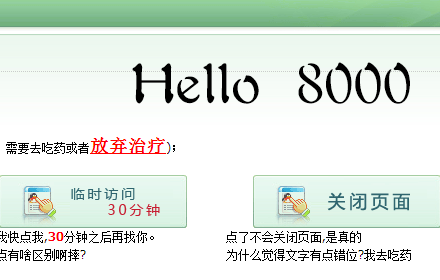 Hello 8000
需要去吃药或者放弃治疗);
临时访问
30分钟
关闭页面
我快点我,30分钟之后再找你。
点有啥区别啊摔?
点了不会关闭页面,是真的
为什么觉得文字有点错位?我去吃药